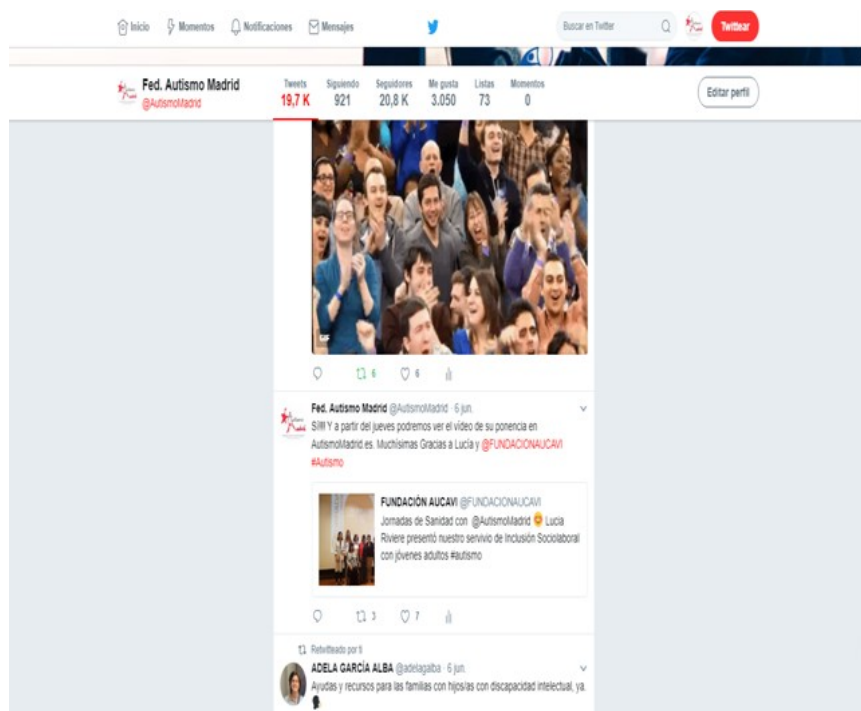 Inicio Momentos Notificaciones Mensajes Buscar en Twitter Twittear
Fed. Autismo Madrid
@AutismoMadrid
Tweets Siguiendo Seguidores Me gusta Listas Momentos
19,7 K 921 20,8 K 3.050 73 0
Editar perfil
GIF
6 6
Fed. Autismo Madrid @AutismoMadrid · 6 jun.
SÍ!!!! Y a partir del jueves podremos ver el vídeo de su ponencia en
AutismoMadrid.es. Muchísimas Gracias a Lucía y @FUNDACIONAUCAVI
#Autismo
FUNDACIÓN AUCAVI @FUNDACIONAUCAVI
Jornadas de Sanidad con @AutismoMadrid Lucia
Riviere presentó nuestro servivio de Inclusión Sociolaboral
con jóvenes adultos #autismo
3 7
Retwitteado por ti
ADELA GARCÍA ALBA @adelagalba · 6 jun.
Ayudas y recursos para las familias con hijos/as con discapacidad intelectual, ya.